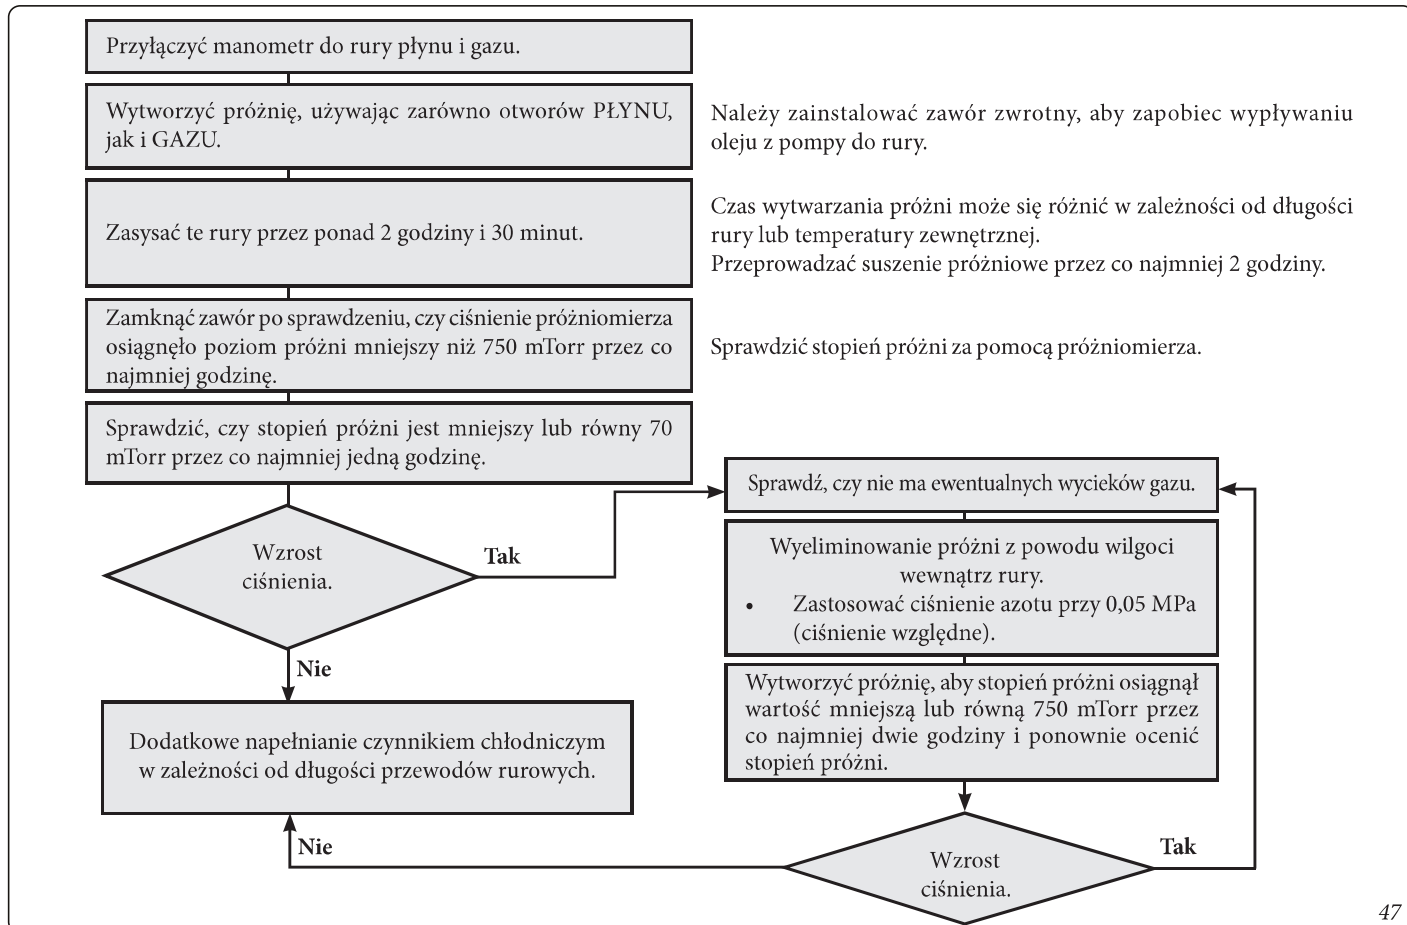 Przyłączyć manometr do rury płynu i gazu.
Wytworzyć próżnię, używając zarówno otworów PŁYNU,
jak i GAZU.
Należy zainstalować zawór zwrotny, aby zapobiec wypływaniu
oleju z pompy do rury.
Zasysać te rury przez ponad 2 godziny i 30 minut.
Czas wytwarzania próżni może się różnić w zależności od długości
rury lub temperatury zewnętrznej.
Przeprowadzać suszenie próżniowe przez co najmniej 2 godziny.
Zamknąć zawór po sprawdzeniu, czy ciśnienie próżniomierza
osiągnęło poziom próżni mniejszy niż 750 mTorr przez co
najmniej godzinę.
Sprawdzić stopień próżni za pomocą próżniomierza.
Sprawdzić, czy stopień próżni jest mniejszy lub równy 70
mTorr przez co najmniej jedną godzinę.
Wzrost
ciśnienia.
Tak
Nie
Dodatkowe napełnianie czynnikiem chłodniczym
w zależności od długości przewodów rurowych.
Sprawdź, czy nie ma ewentualnych wycieków gazu.
Wyeliminowanie próżni z powodu wilgoci
wewnątrz rury.
• Zastosować ciśnienie azotu przy 0,05 MPa
(ciśnienie względne).
Wytworzyć próżnię, aby stopień próżni osiągnął
wartość mniejszą lub równą 750 mTorr przez
co najmniej dwie godziny i ponownie ocenić
stopień próżni.
Wzrost
ciśnienia.
Nie
Tak
47